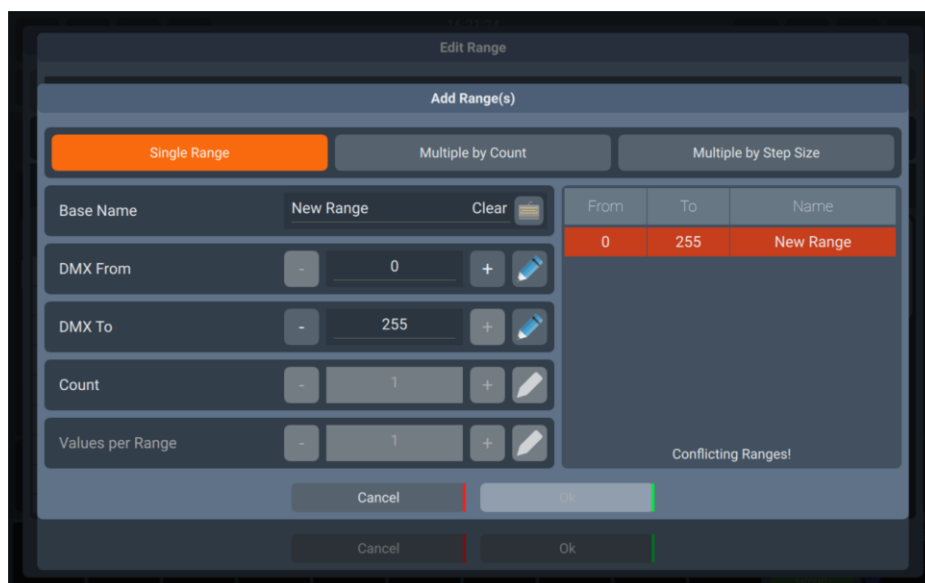 Edit Range
Add Range(s)
Single Range Multiple by Count Multiple by Step Size
Base Name New Range Clear
From To Name
0 255 New Range
DMX From - 0 +
DMX To - 255 +
Count - 1 +
Values per Range - 1 +
Conflicting Ranges!
Cancel Ok
Cancel Ok